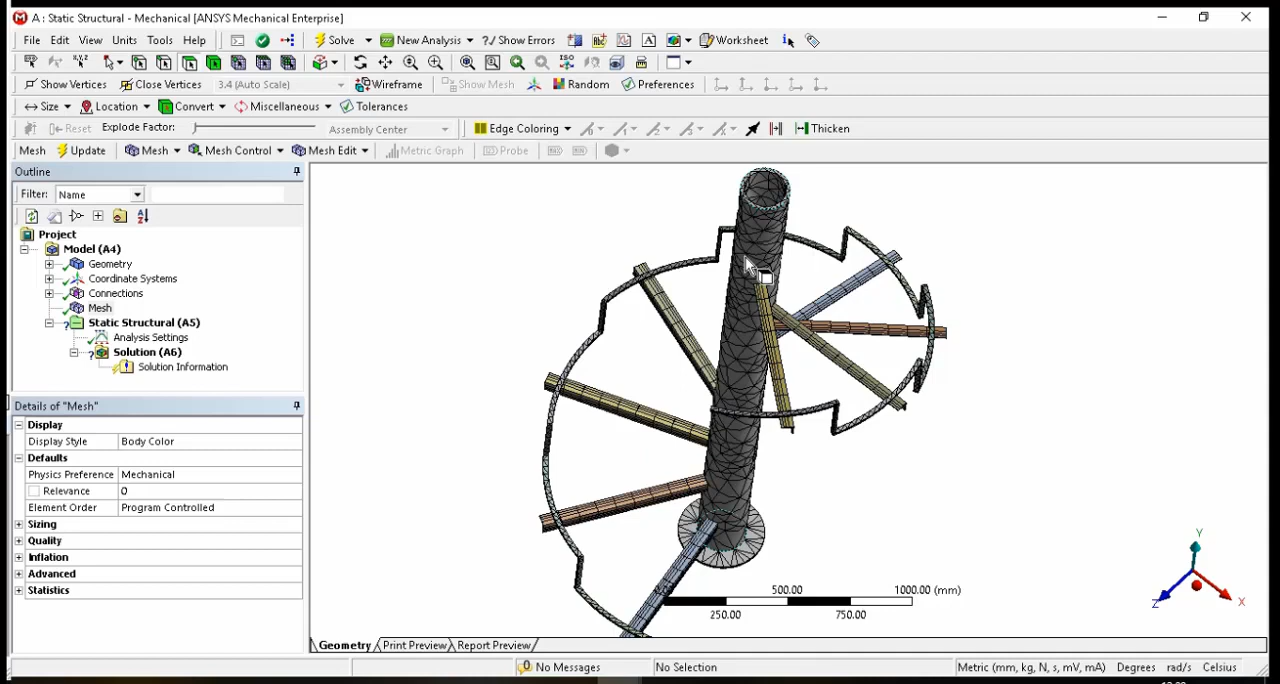 A : Static Structural - Mechanical [ANSYS Mechanical Enterprise]
File Edit View Units Tools Help Solve New Analysis ?/ Show Errors Worksheet
Show Vertices Close Vertices 3.4 (Auto Scale) Wireframe Show Mesh Random Preferences
Size Location Convert Miscellaneous Tolerances
Reset Explode Factor: Assembly Center Edge Coloring Thicken
Mesh Update Mesh Mesh Control Mesh Edit Metric Graph Probe
Outline
Filter: Name
Project
Model (A4)
Geometry
Coordinate Systems
Connections
Mesh
Static Structural (A5)
Analysis Settings
Solution (A6)
Solution Information
Details of "Mesh"
Display
Display Style Body Color
Defaults
Physics Preference Mechanical
Relevance 0
Element Order Program Controlled
Sizing
Quality
Inflation
Advanced
Statistics
500.00 1000.00 (mm)
250.00 750.00
Y
Z X
Geometry Print Preview Report Preview
No Messages No Selection Metric (mm, kg, N, s, mV, mA) Degrees rad/s Celsius